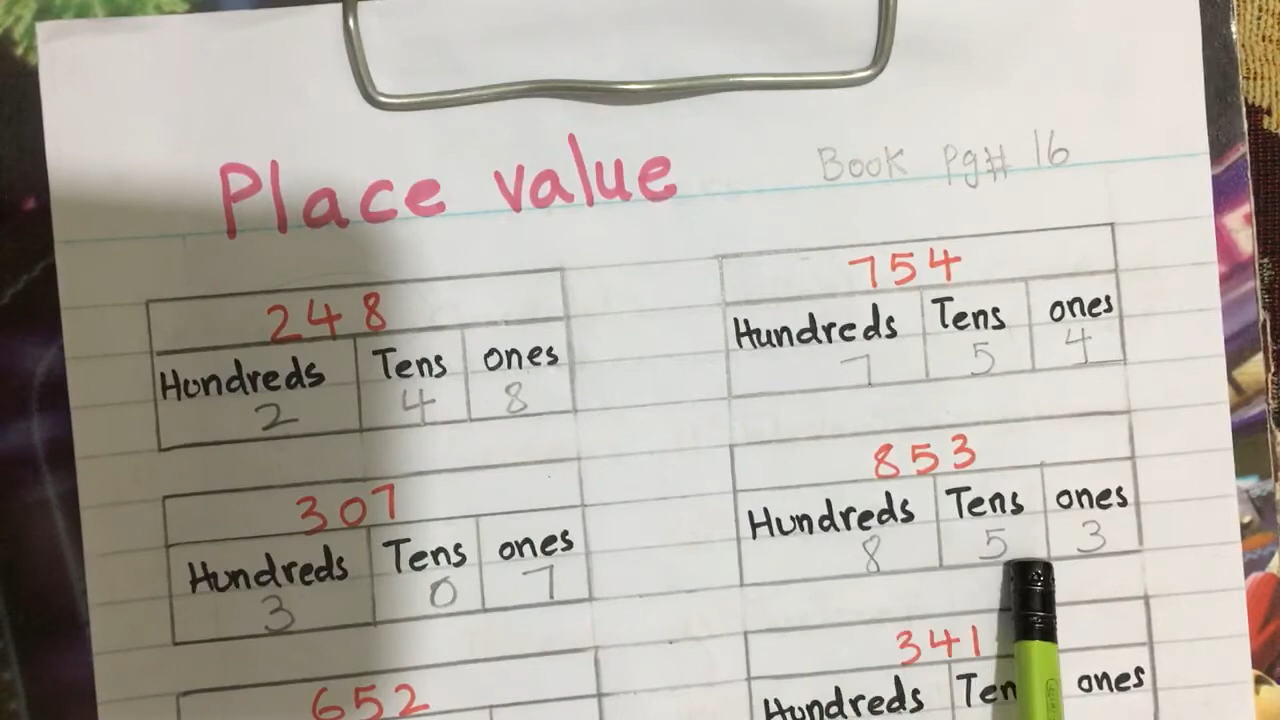 Place value Book Pg# 16
248
Hundreds Tens ones
2 4 8
754
Hundreds Tens ones
7 5 4
307
Hundreds Tens ones
3 0 7
853
Hundreds Tens ones
8 5 3
652
341
Hundreds Ten ones